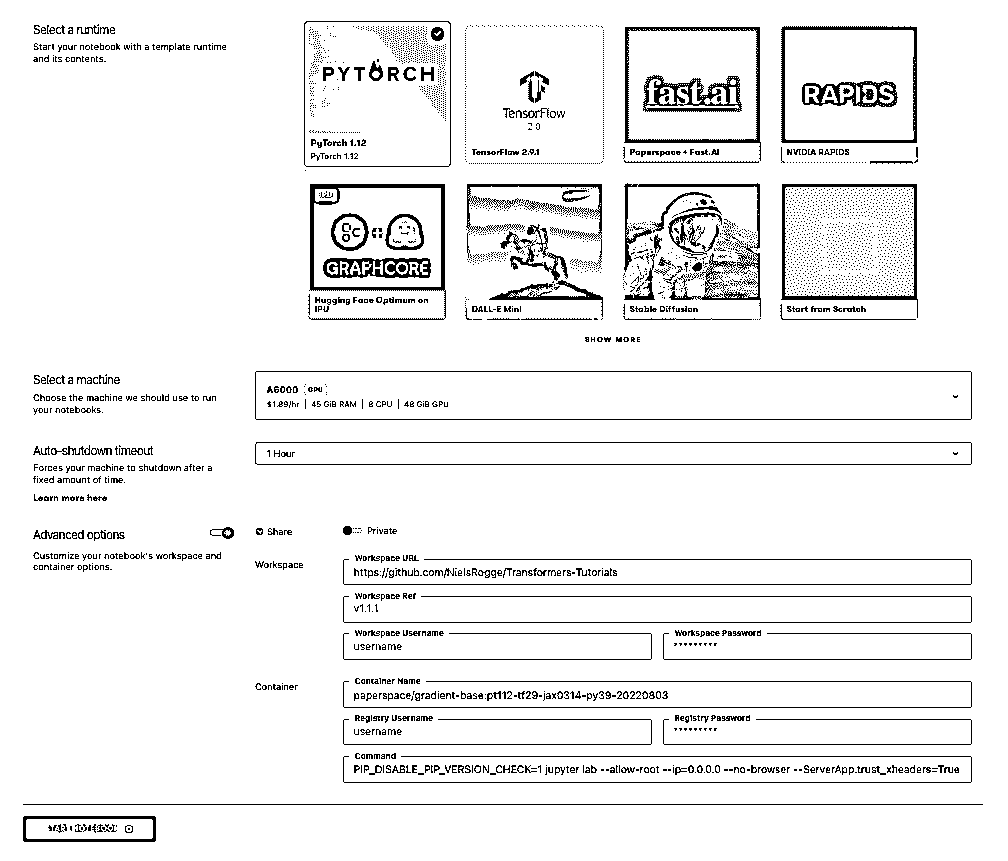 Select a runtime
Start your notebook with a template runtime
and its contents.
PYTORCH
PyTorch 1.12
PyTorch 1.12
TensorFlow
2.0
TensorFlow 2.9.1
fast.ai
Paperspace + Fast.AI
RAPIDS
NVIDIA RAPIDS
GRAPHCORE
Hugging Face Optimum on
IPU
DALL-E Mini
Stable Diffusion
Start from Scratch
SHOW MORE
Select a machine
Choose the machine we should use to run
your notebooks.
A6000 GPU
$1.89/hr | 45 GiB RAM | 8 CPU | 48 GiB GPU
Auto-shutdown timeout
Forces your machine to shutdown after a
fixed amount of time.
Learn more here
1 Hour
Advanced options
Customize your notebook's workspace and
container options.
Share
Private
Workspace
Workspace URL
https://github.com/NielsRogge/Transformers-Tutorials
Workspace Ref
v1.1.1
Workspace Username
username
Workspace Password
*********
Container
Container Name
paperspace/gradient-base:pt112-tf29-jax0314-py39-20220803
Registry Username
username
Registry Password
*********
Command
PIP_DISABLE_PIP_VERSION_CHECK=1 jupyter lab --allow-root --ip=0.0.0.0 --no-browser --ServerApp.trust_xheaders=True
START NOTEBOOK